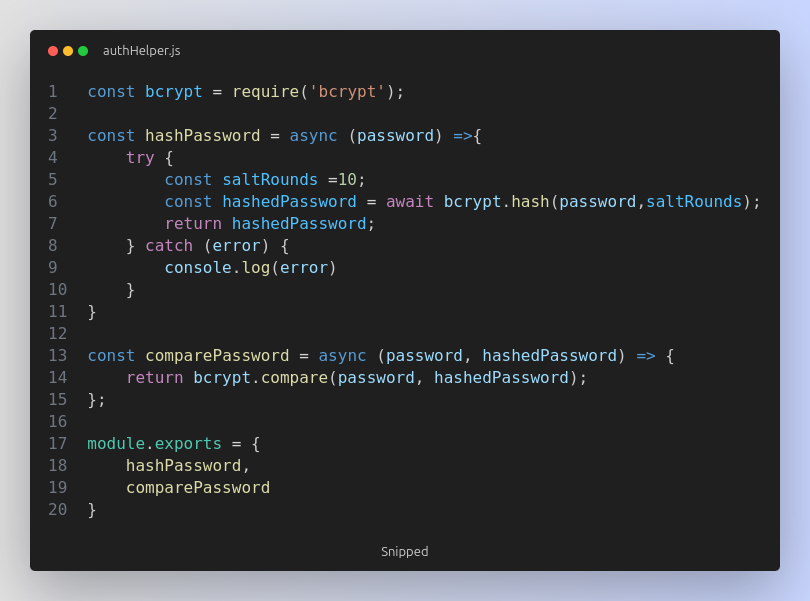 authHelper.js
1 const bcrypt = require('bcrypt');
2
3 const hashPassword = async (password) =>{
4     try {
5         const saltRounds =10;
6         const hashedPassword = await bcrypt.hash(password,saltRounds);
7         return hashedPassword;
8     } catch (error) {
9         console.log(error)
10     }
11 }
12
13 const comparePassword = async (password, hashedPassword) => {
14     return bcrypt.compare(password, hashedPassword);
15 };
16
17 module.exports = {
18     hashPassword,
19     comparePassword
20 }
Snipped